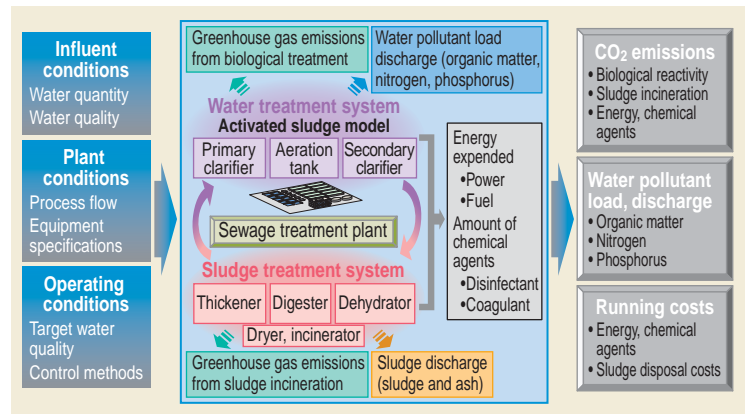 Influent
conditions
Water quantity
Water quality
Plant
conditions
Process flow
Equipment
specifications
Operating
conditions
Target water
quality
Control methods
Greenhouse gas emissions
from biological treatment
Water pollutant load
discharge (organic matter,
nitrogen, phosphorus)
Water treatment system
Activated sludge model
Primary
clarifier
Aeration
tank
Secondary
clarifier
Sewage treatment plant
Sludge treatment system
Thickener
Digester
Dehydrator
Dryer, incinerator
Greenhouse gas emissions
from sludge incineration
Sludge discharge
(sludge and ash)
Energy
expended
•Power
•Fuel
Amount of
chemical
agents
•Disinfectant
•Coagulant
CO₂ emissions
• Biological reactivity
• Sludge incineration
• Energy, chemical
agents
Water pollutant
load, discharge
• Organic matter
• Nitrogen
• Phosphorus
Running costs
• Energy, chemical
agents
• Sludge disposal costs